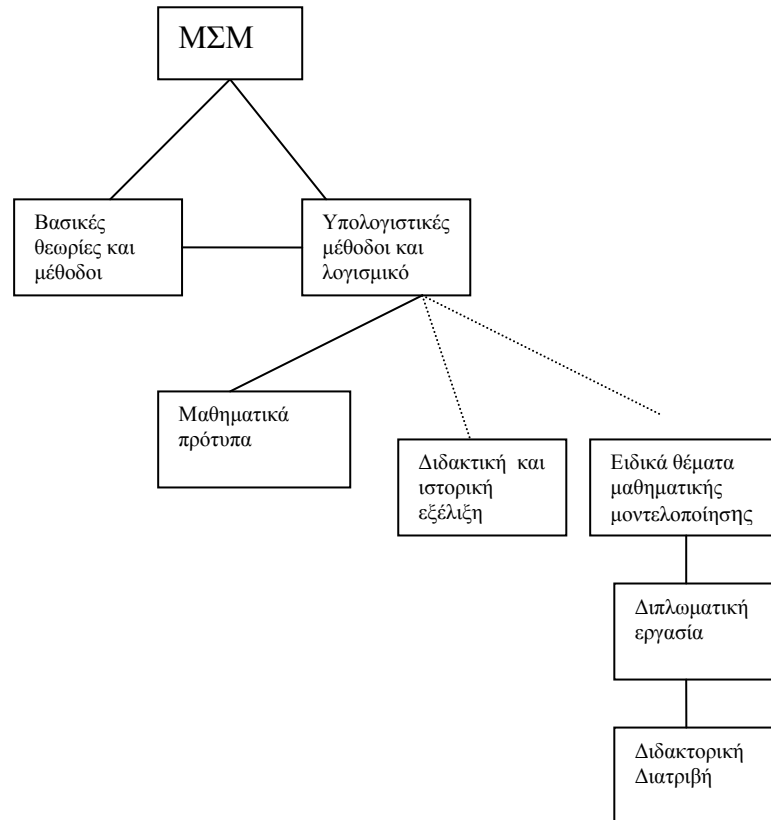 ΜΣΜ
Βασικές
θεωρίες και
μέθοδοι
Υπολογιστικές
μέθοδοι και
λογισμικό
Μαθηματικά
πρότυπα
Διδακτική και
ιστορική
εξέλιξη
Ειδικά θέματα
μαθηματικής
μοντελοποίησης
Διπλωματική
εργασία
Διδακτορική
Διατριβή